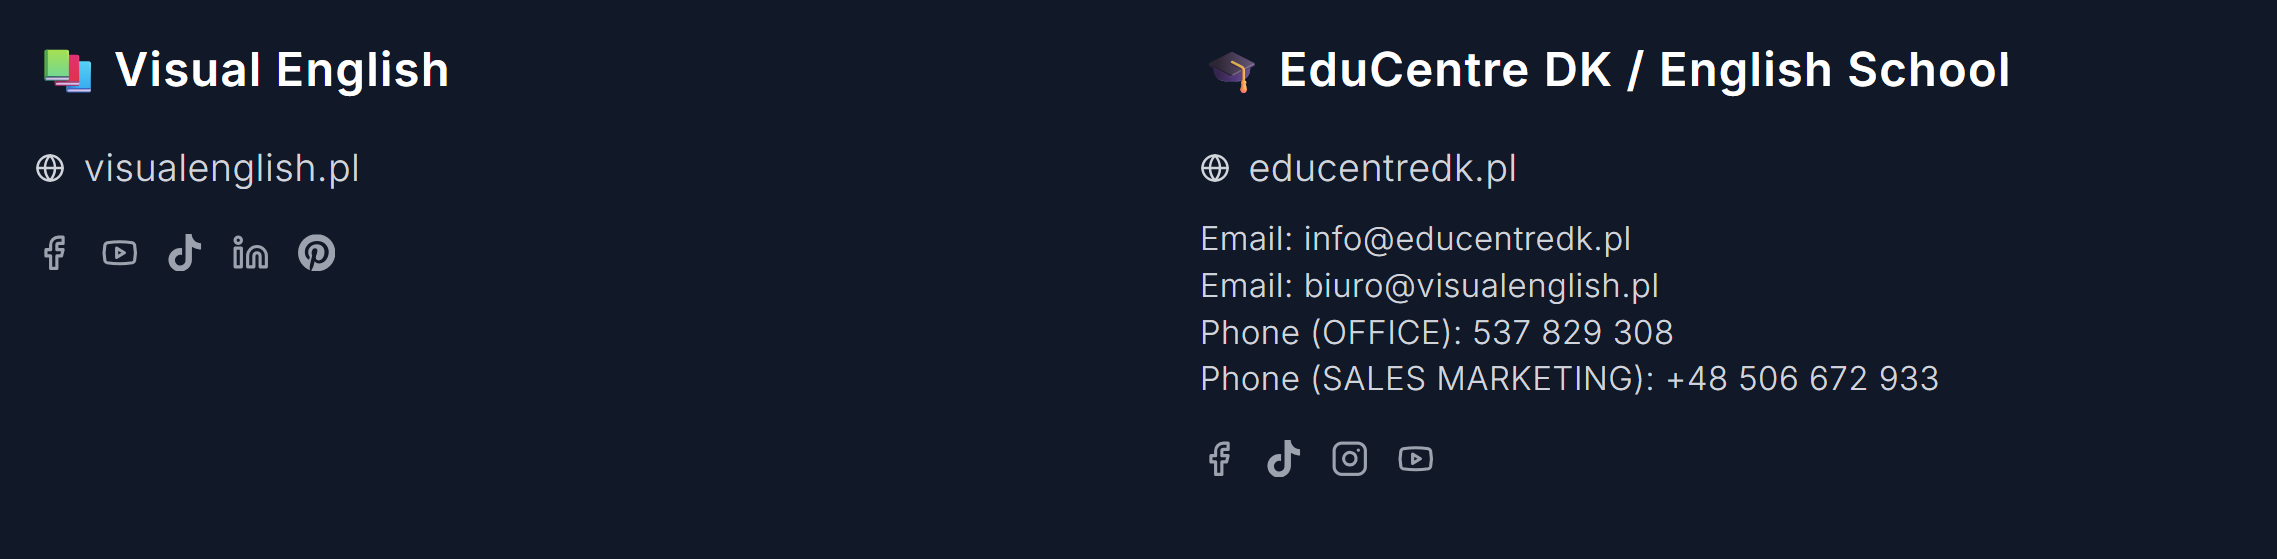 Visual English
visualenglish.pl
EduCentre DK / English School
educentredk.pl
Email: info@educentredk.pl
Email: biuro@visualenglish.pl
Phone (OFFICE): 537 829 308
Phone (SALES MARKETING): +48 506 672 933